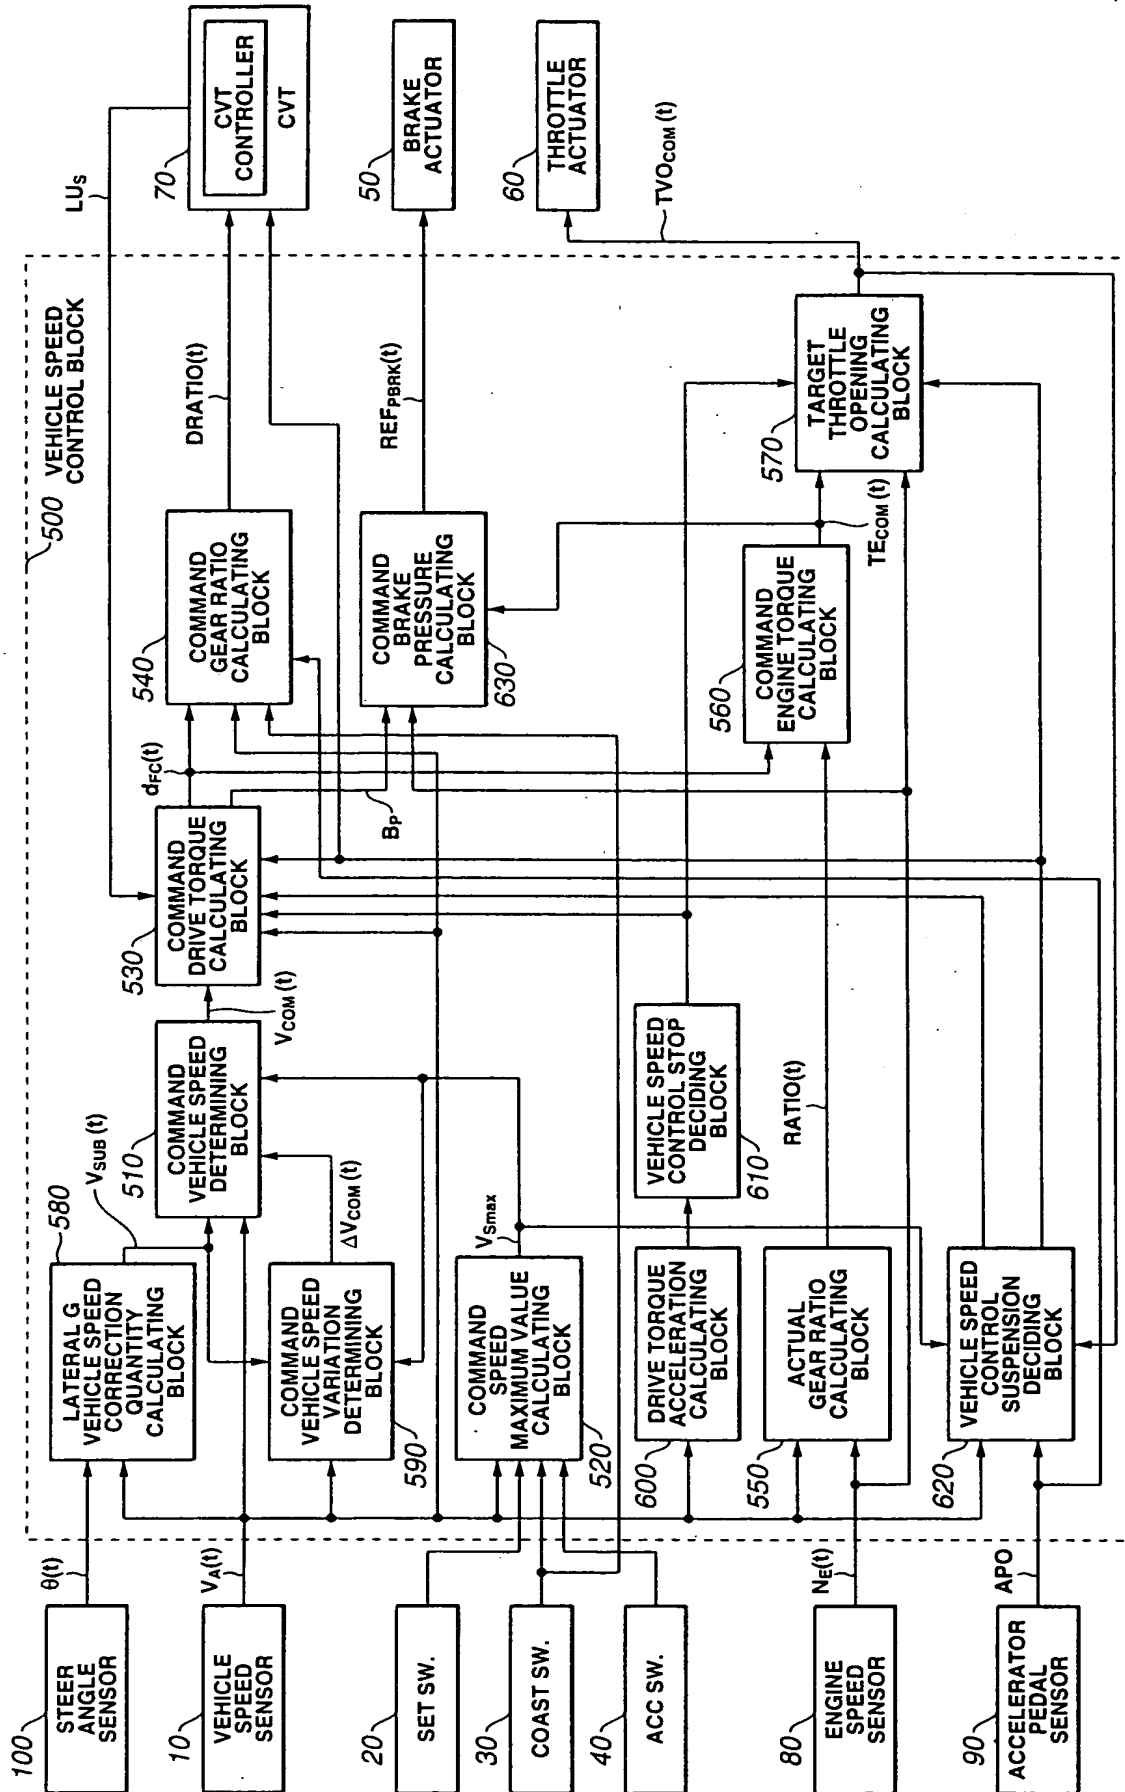 500 VEHICLE SPEED
CONTROL BLOCK
100
STEER
ANGLE
SENSOR
θ(t)
10
VEHICLE
SPEED
SENSOR
VA(t)
20
SET SW.
30
COAST SW.
40
ACC SW.
80
ENGINE
SPEED
SENSOR
NE(t)
90
ACCELERATOR
PEDAL
SENSOR
APO
580
LATERAL G
VEHICLE SPEED
CORRECTION
QUANTITY
CALCULATING
BLOCK
VSUB(t)
COMMAND
VEHICLE SPEED
VARIATION
DETERMINING
BLOCK
590
ΔVCOM(t)
COMMAND
SPEED
MAXIMUM VALUE
CALCULATING
BLOCK
520
VSmax
DRIVE TORQUE
ACCELERATION
CALCULATING
BLOCK
600
ACTUAL
GEAR RATIO
CALCULATING
BLOCK
550
RATIO(t)
VEHICLE SPEED
CONTROL
SUSPENSION
DECIDING
BLOCK
620
510
COMMAND
VEHICLE SPEED
DETERMINING
BLOCK
VCOM(t)
VEHICLE SPEED
CONTROL STOP
DECIDING
BLOCK
610
530
COMMAND
DRIVE TORQUE
CALCULATING
BLOCK
dFC(t)
BP
540
COMMAND
GEAR RATIO
CALCULATING
BLOCK
DRATIO(t)
COMMAND
BRAKE
PRESSURE
CALCULATING
BLOCK
630
REFPBRK(t)
560
COMMAND
ENGINE TORQUE
CALCULATING
BLOCK
TECOM(t)
570
TARGET
THROTTLE
OPENING
CALCULATING
BLOCK
TVOCOM(t)
LUS
70
CVT
CONTROLLER
CVT
50
BRAKE
ACTUATOR
60
THROTTLE
ACTUATOR